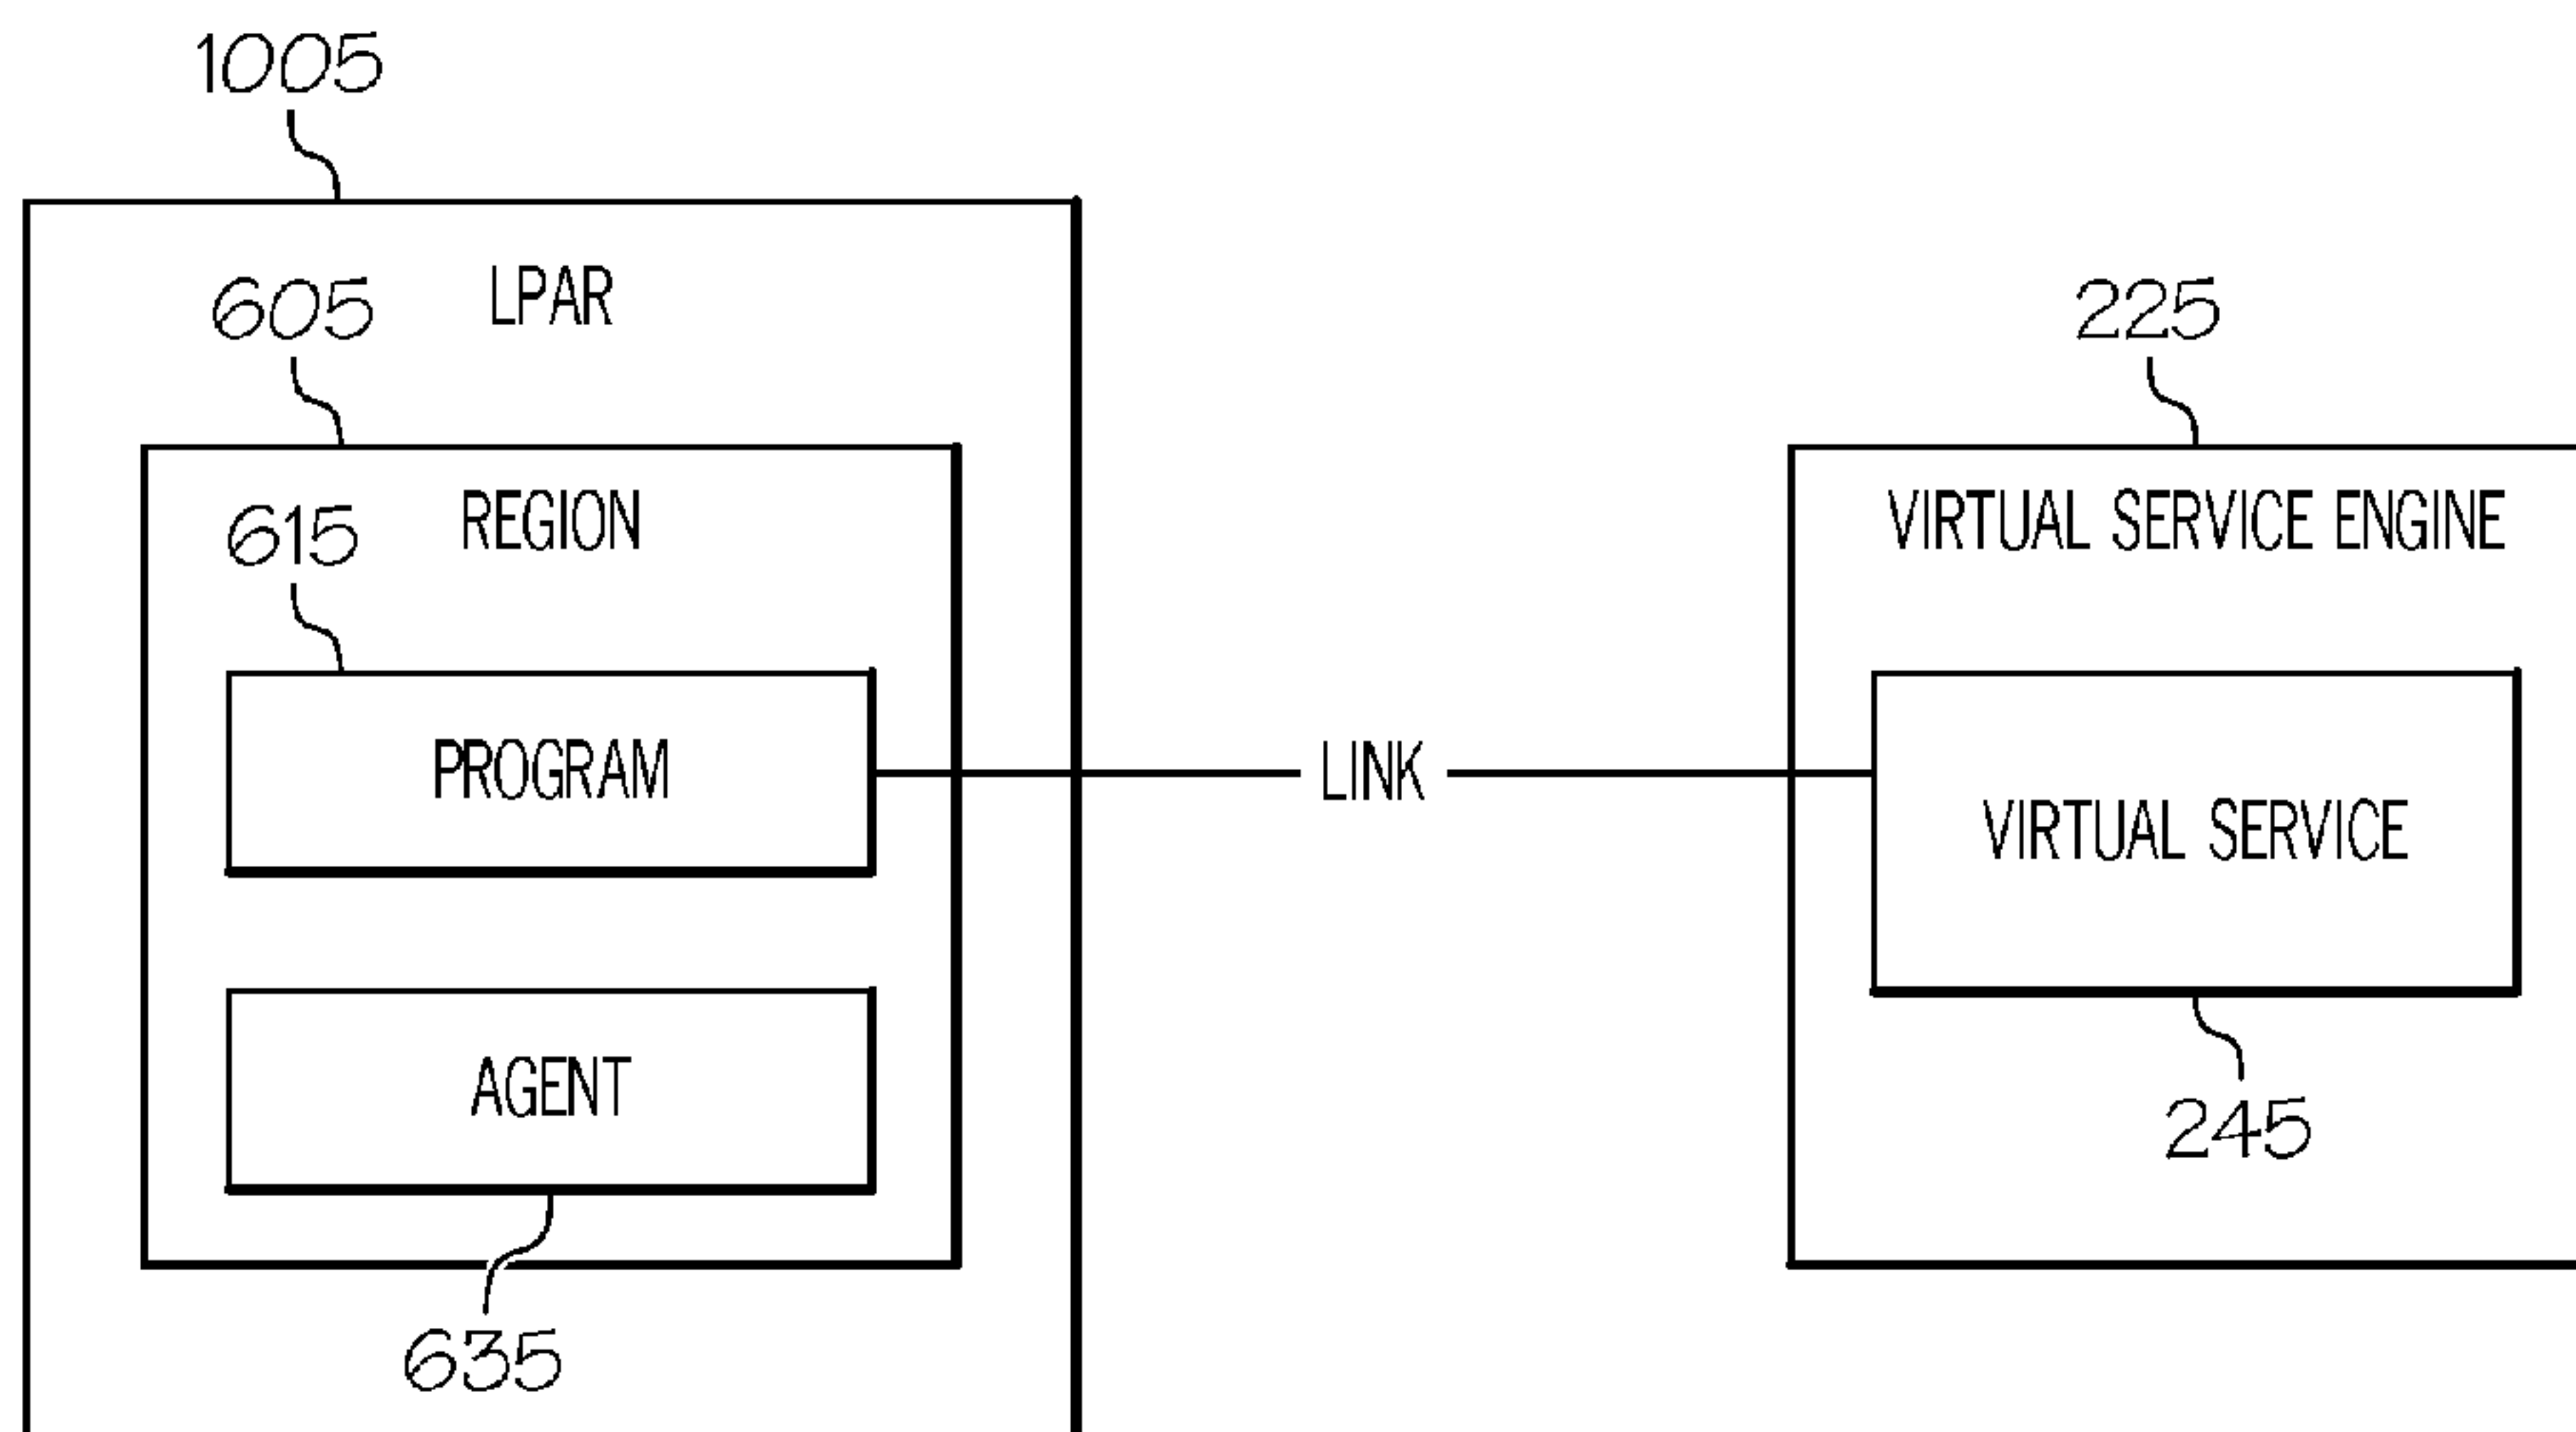 1005
LPAR
605
225
REGION
VIRTUAL SERVICE ENGINE
615
PROGRAM
LINK
VIRTUAL SERVICE
AGENT
245
635